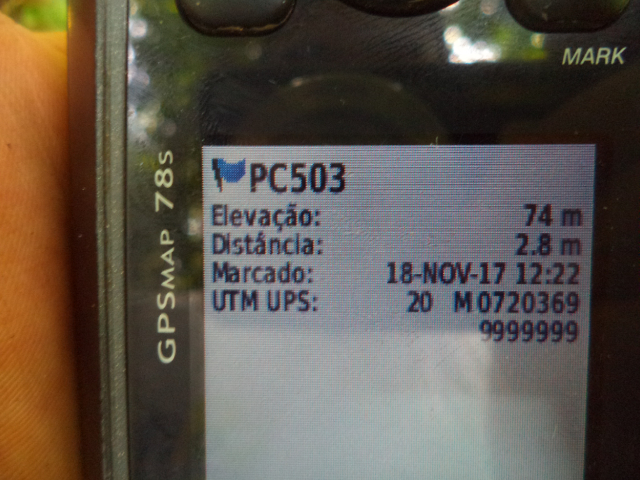 MARK
GPSMAP 78s
PC503
Elevação: 74 m
Distância: 2.8 m
Marcado: 18-NOV-17 12:22
UTM UPS: 20 M 0720369
9999999